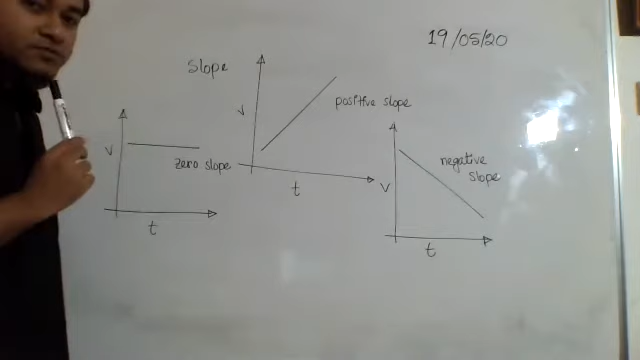 19/05/20
Slope
V
positive slope
t
V
zero slope
t
V
negative
slope
t